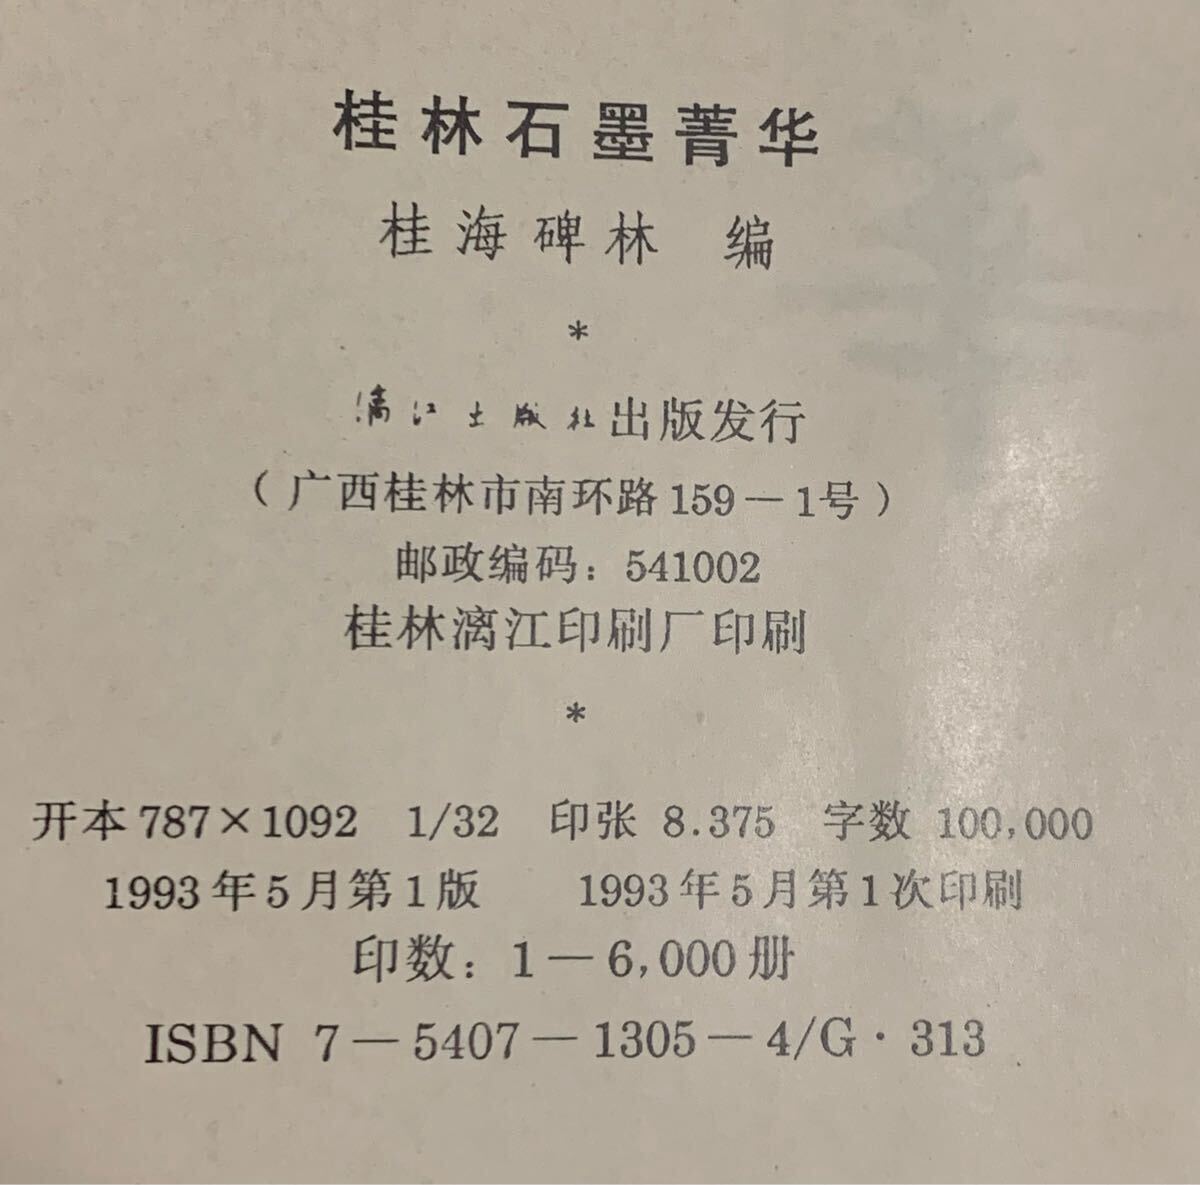 桂林石墨菁华
桂海碑林 编
*
漓江出版社出版发行
（广西桂林市南环路159－1号）
邮政编码：541002
桂林漓江印刷厂印刷
*
开本787×1092 1/32 印张 8.375 字数 100,000
1993年5月第1版 1993年5月第1次印刷
印数：1－6,000册
ISBN 7－5407－1305－4/G·313